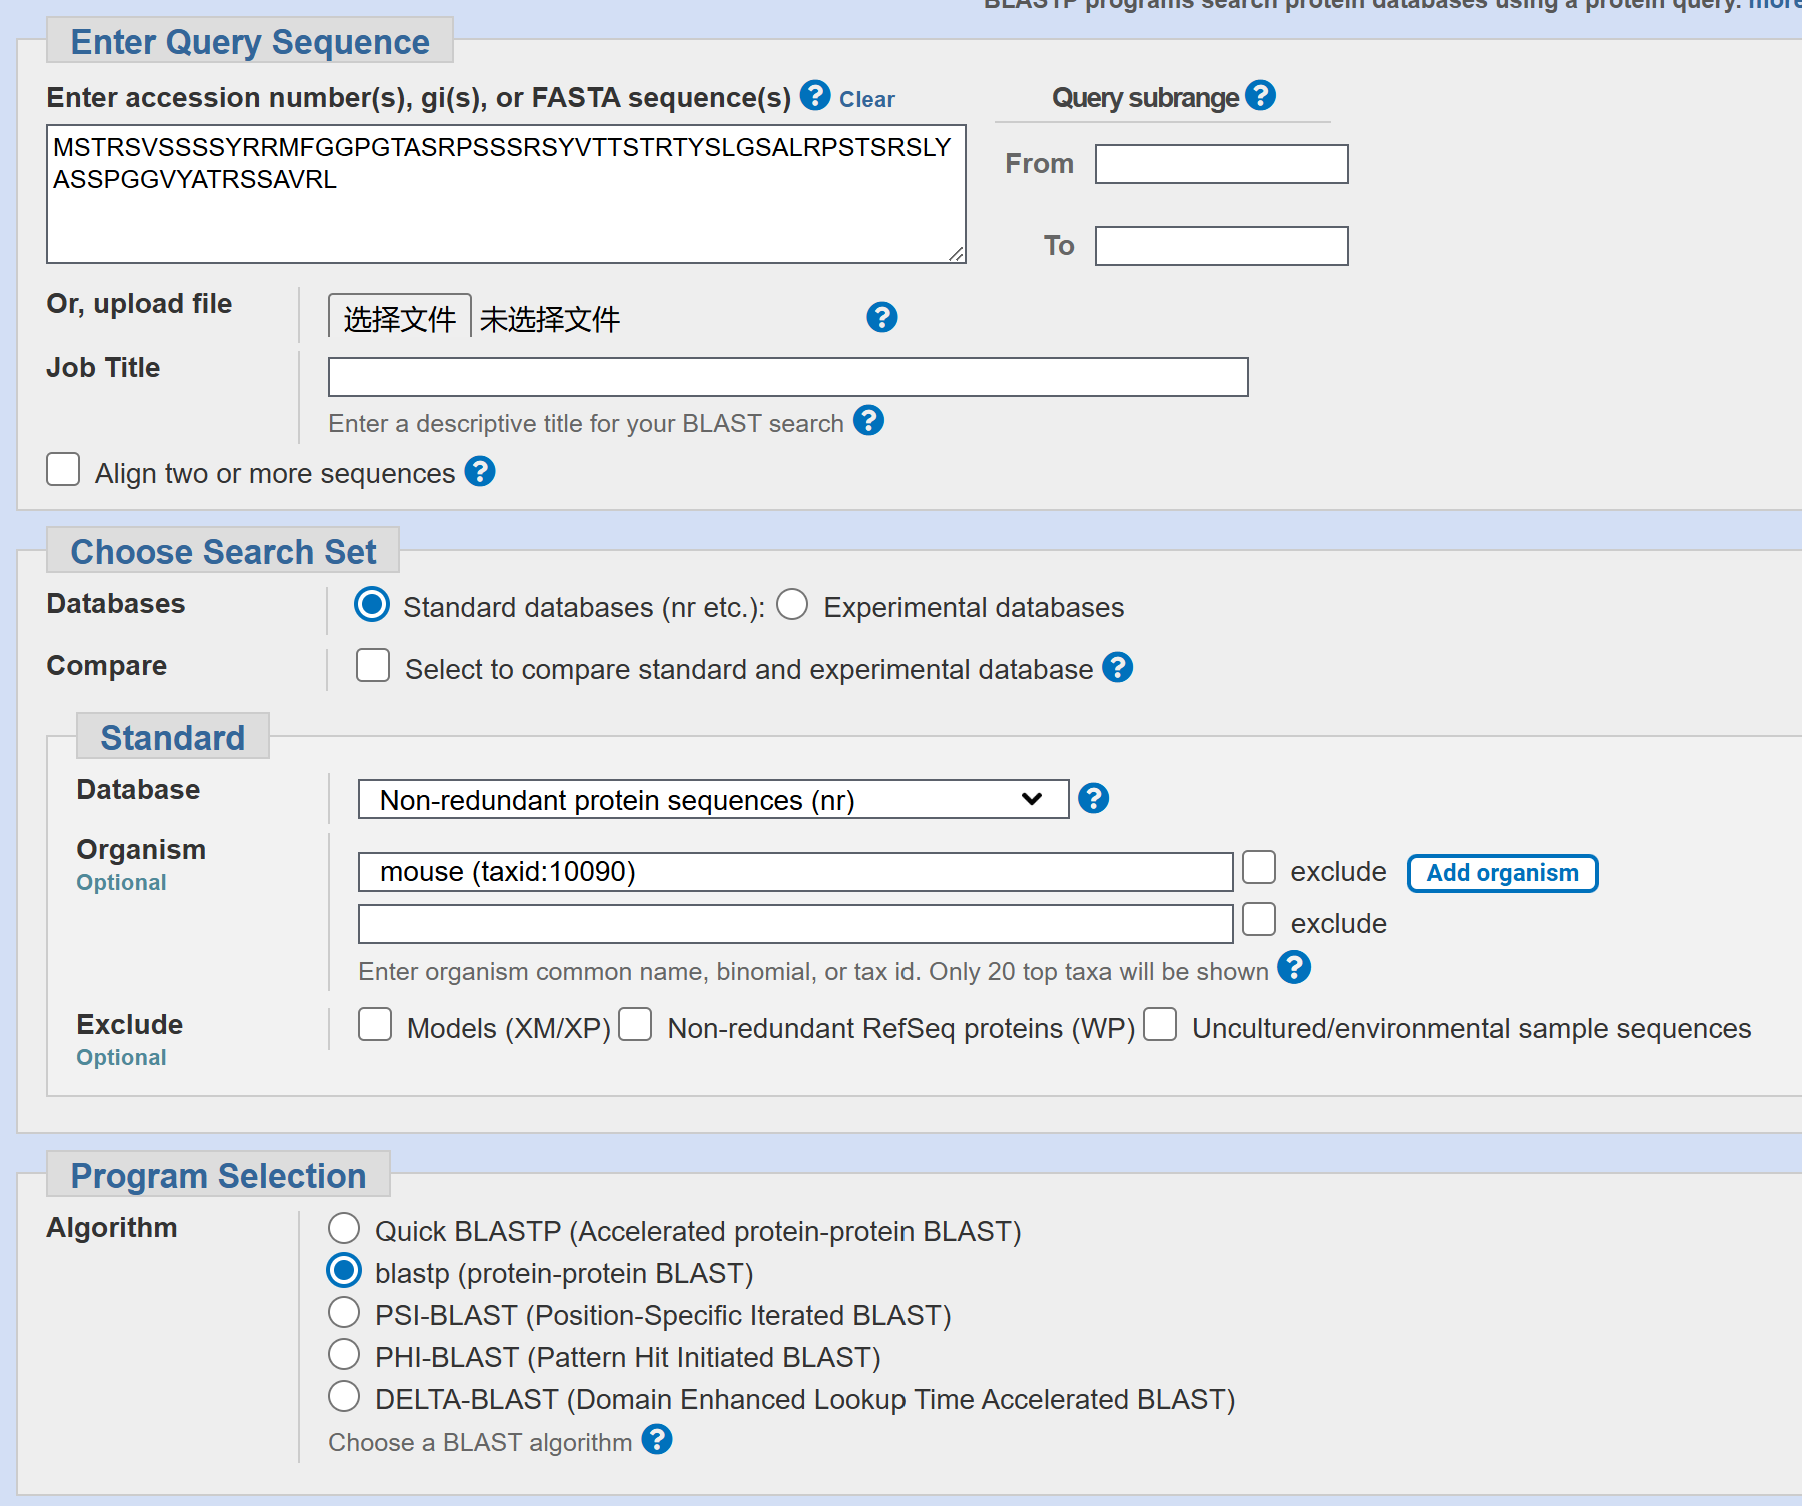 BLASTP programs search protein databases using a protein query. more
Enter Query Sequence
Enter accession number(s), gi(s), or FASTA sequence(s) ? Clear
Query subrange ?
MSTRSVSSSSYRRMFGGPGTASRPSSSRSYVTTSTRTYSLGSALRPSTSRSLY
ASSPGGVYATRSSAVRL
From
To
Or, upload file
选择文件 未选择文件 ?
Job Title
Enter a descriptive title for your BLAST search ?
Align two or more sequences ?
Choose Search Set
Databases
Standard databases (nr etc.): Experimental databases
Compare
Select to compare standard and experimental database ?
Standard
Database
Non-redundant protein sequences (nr) ?
Organism
Optional
mouse (taxid:10090) exclude Add organism
exclude
Enter organism common name, binomial, or tax id. Only 20 top taxa will be shown ?
Exclude
Optional
Models (XM/XP) Non-redundant RefSeq proteins (WP) Uncultured/environmental sample sequences
Program Selection
Algorithm
Quick BLASTP (Accelerated protein-protein BLAST)
blastp (protein-protein BLAST)
PSI-BLAST (Position-Specific Iterated BLAST)
PHI-BLAST (Pattern Hit Initiated BLAST)
DELTA-BLAST (Domain Enhanced Lookup Time Accelerated BLAST)
Choose a BLAST algorithm ?